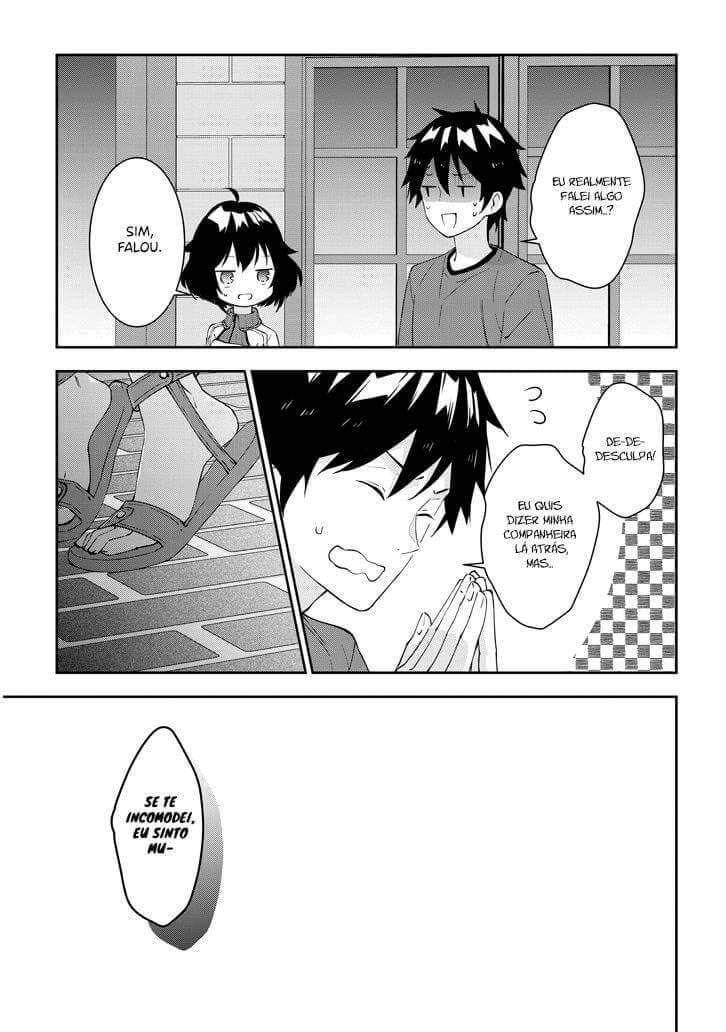 EU REALMENTE
FALEI ALGO
ASSIM..?
SIM,
FALOU.
DE-DE-
DESCULPA!
EU QUIS
DIZER MINHA
COMPANHEIRA
LÁ ATRÁS,
MAS..
SE TE
INCOMODEI,
EU SINTO
MU-